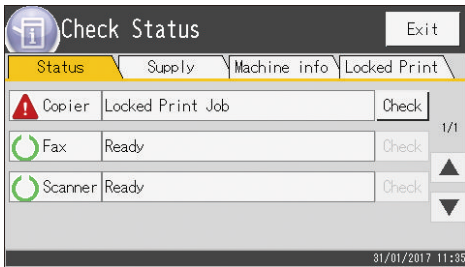 Check Status
Exit
Status Supply Machine info Locked Print
Copier Locked Print Job Check
1/1
Fax Ready Check
Scanner Ready Check
31/01/2017 11:35